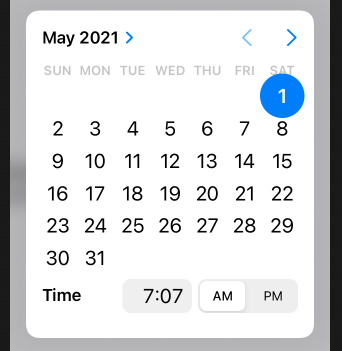 May 2021
SUN MON TUE WED THU FRI SAT
1
2 3 4 5 6 7 8
9 10 11 12 13 14 15
16 17 18 19 20 21 22
23 24 25 26 27 28 29
30 31
Time 7:07 AM PM